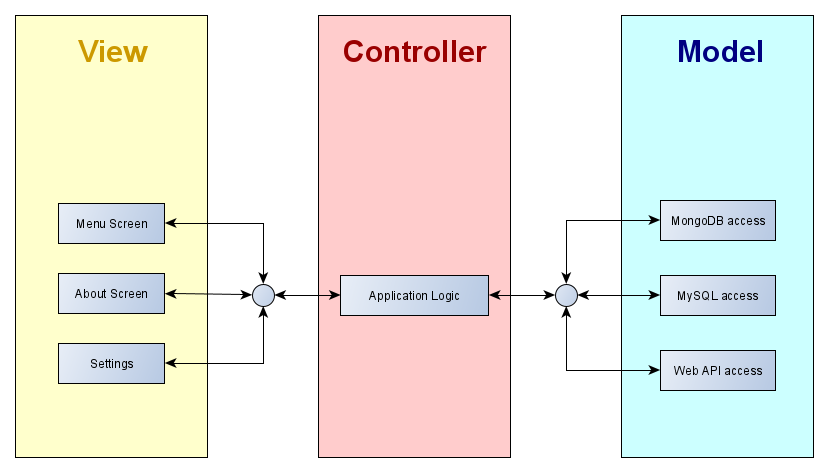 View
Controller
Model
Menu Screen
About Screen
Settings
Application Logic
MongoDB access
MySQL access
Web API access